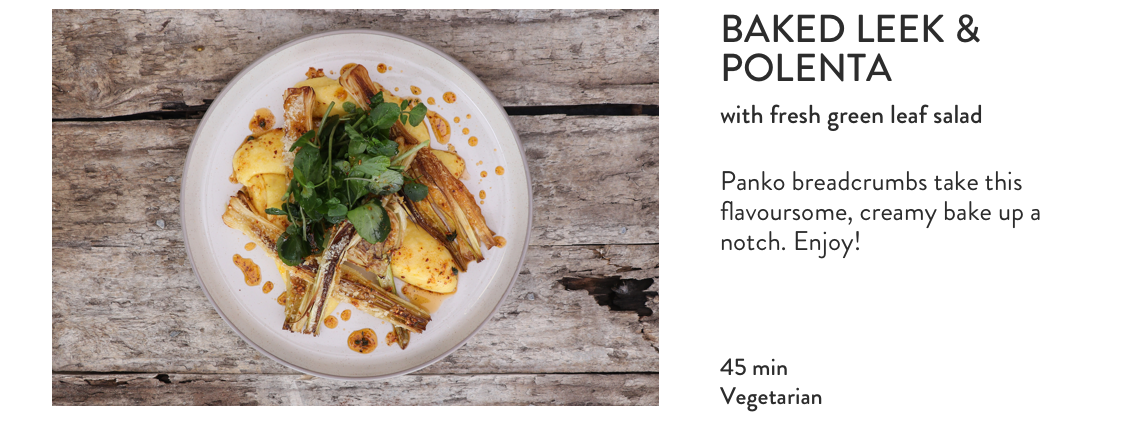 BAKED LEEK &
POLENTA
with fresh green leaf salad
Panko breadcrumbs take this
flavoursome, creamy bake up a
notch. Enjoy!
45 min
Vegetarian